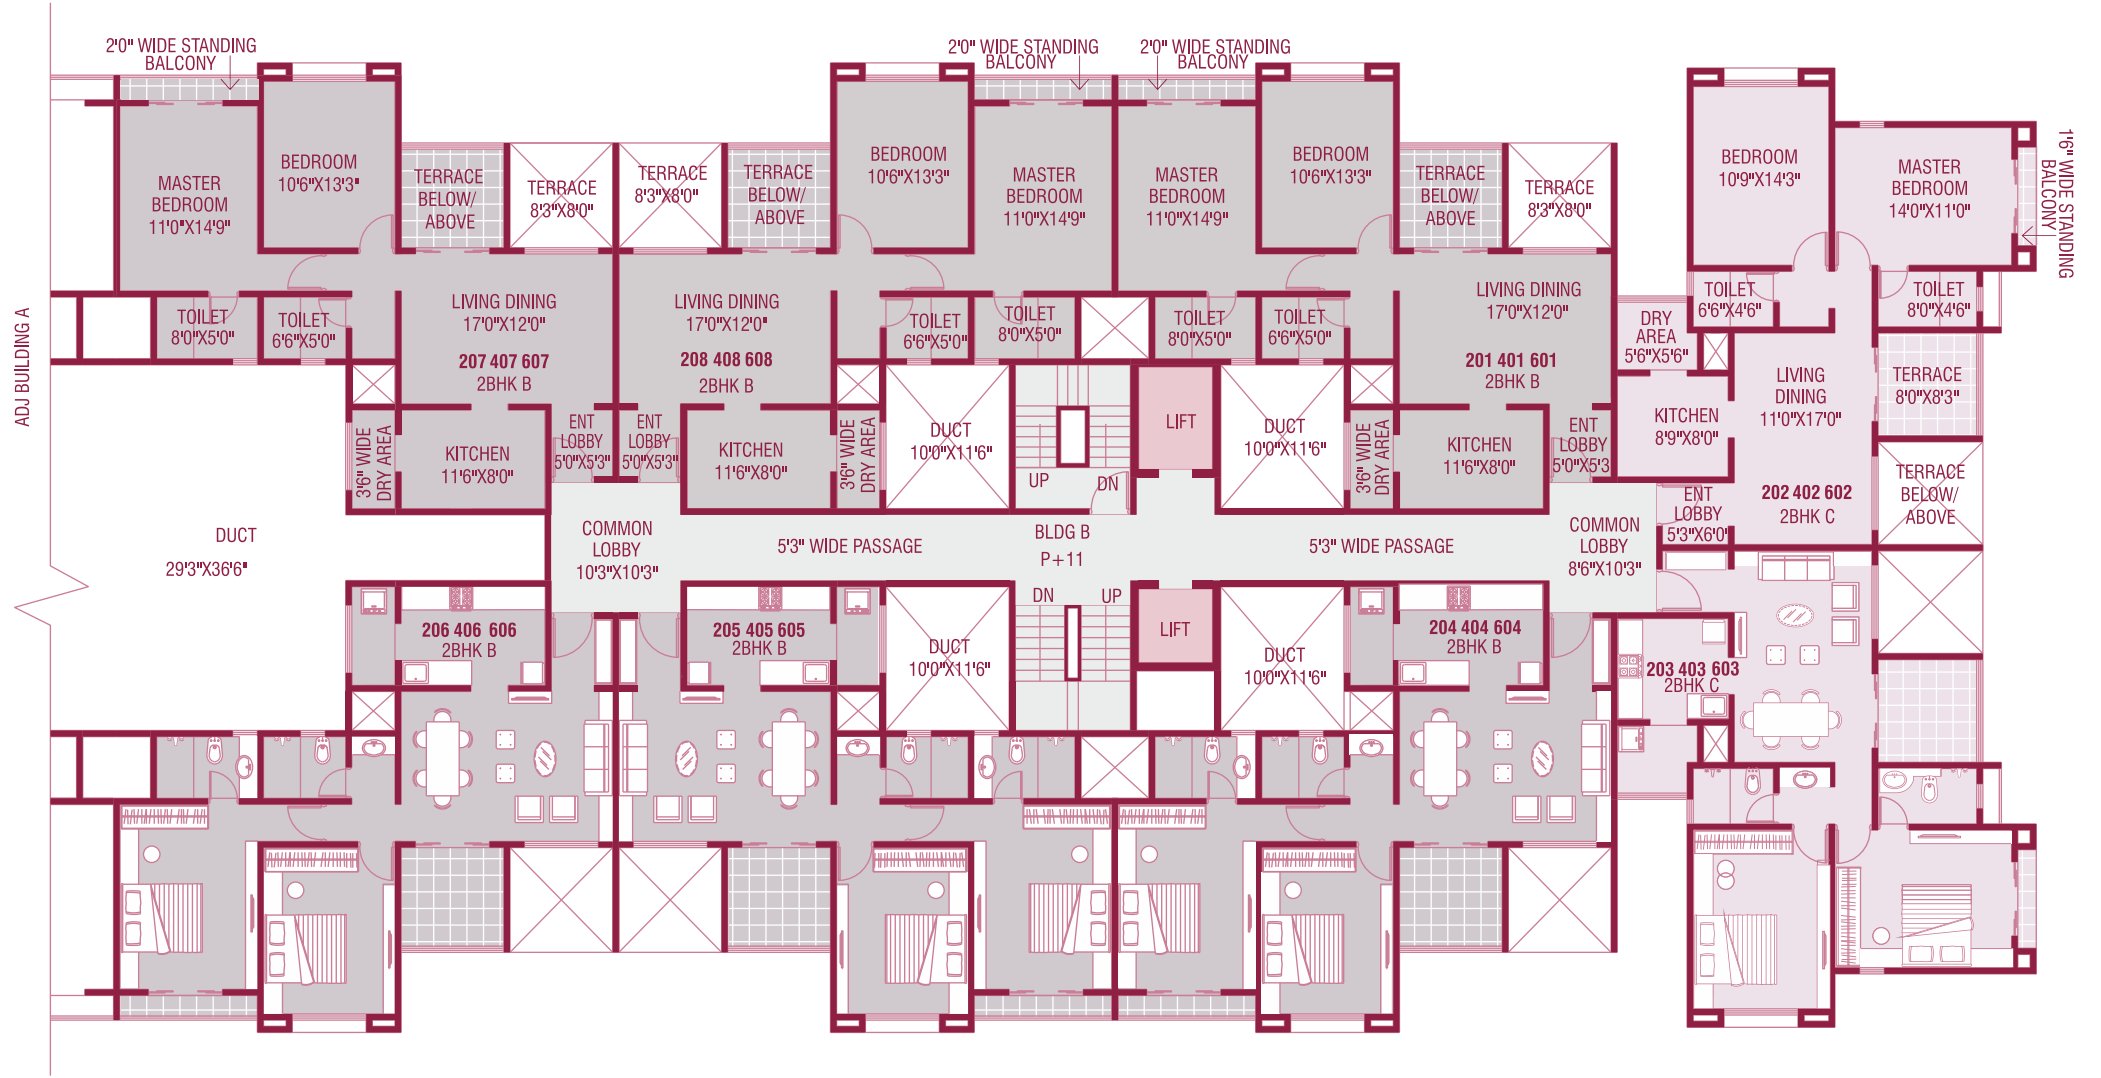 2'0" WIDE STANDING
BALCONY
2'0" WIDE STANDING
BALCONY
2'0" WIDE STANDING
BALCONY
MASTER
BEDROOM
11'0"X14'9"
BEDROOM
10'6"X13'3"
TERRACE
BELOW/
ABOVE
TERRACE
8'3"X8'0"
TERRACE
8'3"X8'0"
TERRACE
BELOW/
ABOVE
BEDROOM
10'6"X13'3"
MASTER
BEDROOM
11'0"X14'9"
MASTER
BEDROOM
11'0"X14'9"
BEDROOM
10'6"X13'3"
TERRACE
BELOW/
ABOVE
TERRACE
8'3"X8'0"
BEDROOM
10'9"X14'3"
MASTER
BEDROOM
14'0"X11'0"
1'6" WIDE STANDING
BALCONY
TOILET
8'0"X5'0"
TOILET
6'6"X5'0"
LIVING DINING
17'0"X12'0"
207 407 607
2BHK B
LIVING DINING
17'0"X12'0"
208 408 608
2BHK B
TOILET
6'6"X5'0"
TOILET
8'0"X5'0"
TOILET
8'0"X5'0"
TOILET
6'6"X5'0"
LIVING DINING
17'0"X12'0"
201 401 601
2BHK B
DRY
AREA
5'6"X5'6"
TOILET
6'6"X4'6"
TOILET
8'0"X4'6"
LIVING
DINING
11'0"X17'0"
TERRACE
8'0"X8'3"
ADJ BUILDING A
3'6" WIDE
DRY AREA
KITCHEN
11'6"X8'0"
ENT
LOBBY
5'0"X5'3"
ENT
LOBBY
5'0"X5'3"
KITCHEN
11'6"X8'0"
3'6" WIDE
DRY AREA
DUCT
10'0"X11'6"
UP
DN
LIFT
DUCT
10'0"X11'6"
3'6" WIDE
DRY AREA
KITCHEN
11'6"X8'0"
ENT
LOBBY
5'0"X5'3
KITCHEN
8'9"X8'0"
ENT
LOBBY
5'3"X6'0"
202 402 602
2BHK C
TERRACE
BELOW/
ABOVE
DUCT
29'3"X36'6"
COMMON
LOBBY
10'3"X10'3"
5'3" WIDE PASSAGE
BLDG B
P+11
5'3" WIDE PASSAGE
COMMON
LOBBY
8'6"X10'3"
206 406 606
2BHK B
205 405 605
2BHK B
DUCT
10'0"X11'6"
DN
UP
LIFT
DUCT
10'0"X11'6"
204 404 604
2BHK B
203 403 603
2BHK C